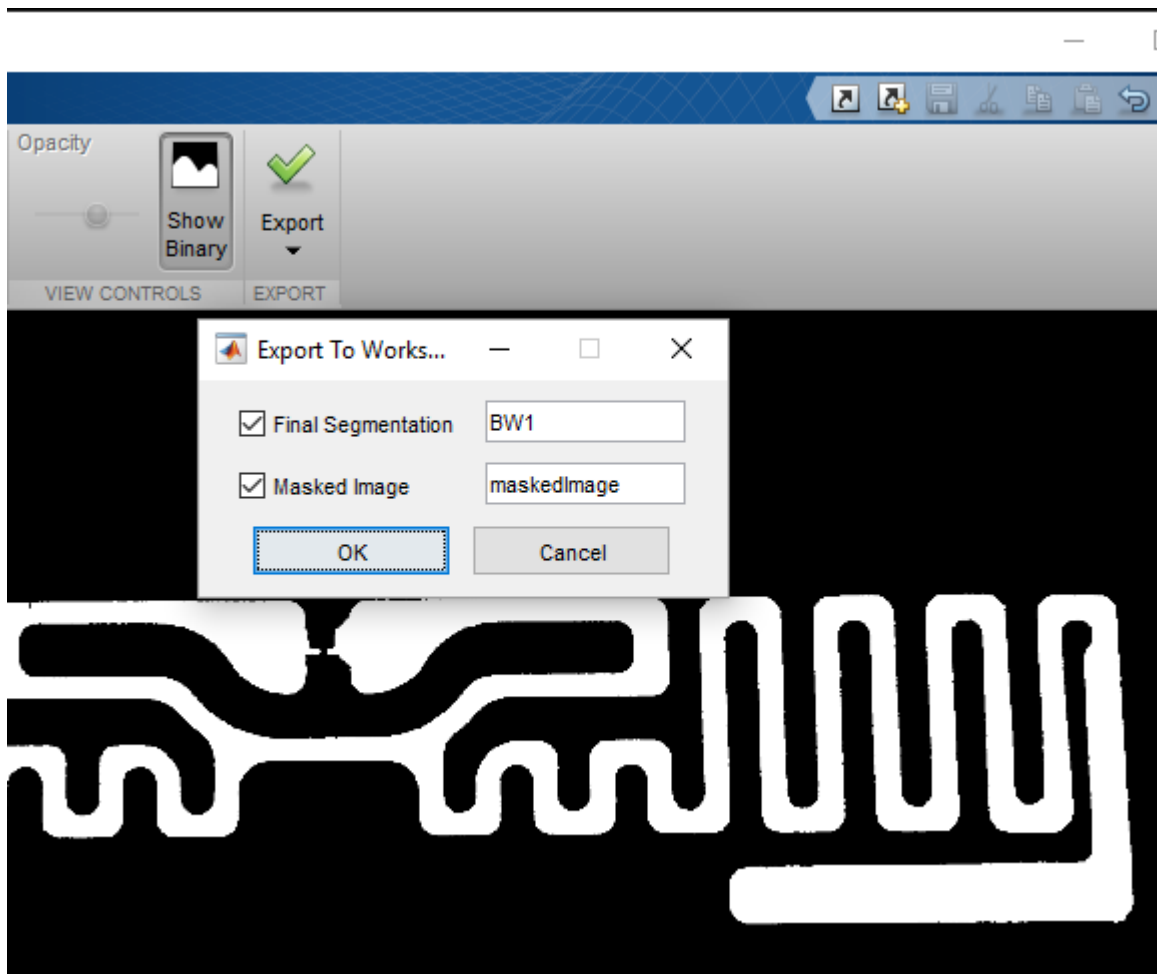 Opacity
Show
Binary
Export
VIEW CONTROLS
EXPORT
Export To Works...
Final Segmentation
BW1
Masked Image
maskedImage
OK
Cancel